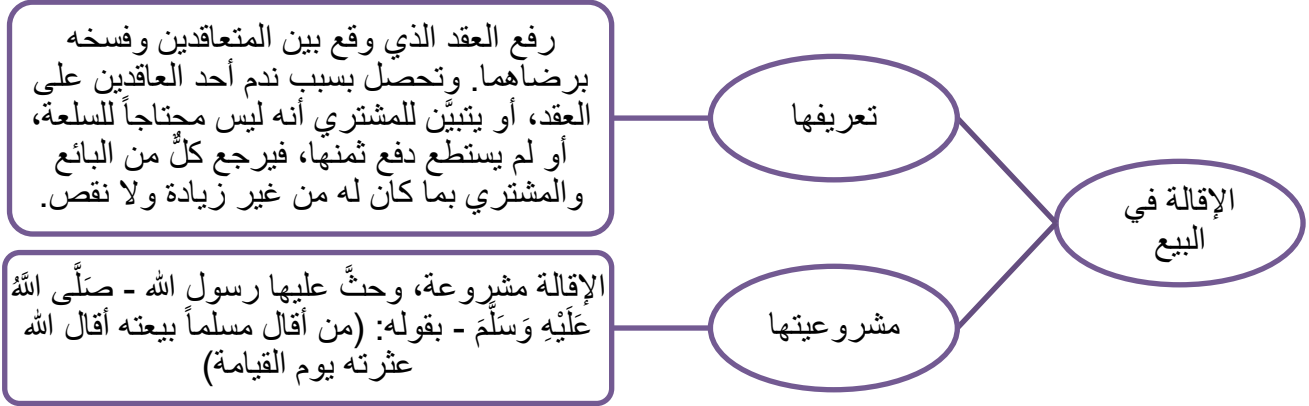 الإقالة في
البيع
تعريفها
رفع العقد الذي وقع بين المتعاقدين وفسخه
برضاهما. وتحصل بسبب ندم أحد العاقدين على
العقد، أو يتبيَّن للمشتري أنه ليس محتاجاً للسلعة،
أو لم يستطع دفع ثمنها، فيرجع كلٌّ من البائع
والمشتري بما كان له من غير زيادة ولا نقص.
مشروعيتها
الإقالة مشروعة، وحثَّ عليها رسول الله - صَلَّى اللَّهُ
عَلَيْهِ وَسَلَّمَ - بقوله: (من أقال مسلماً بيعته أقال الله
عثرته يوم القيامة)